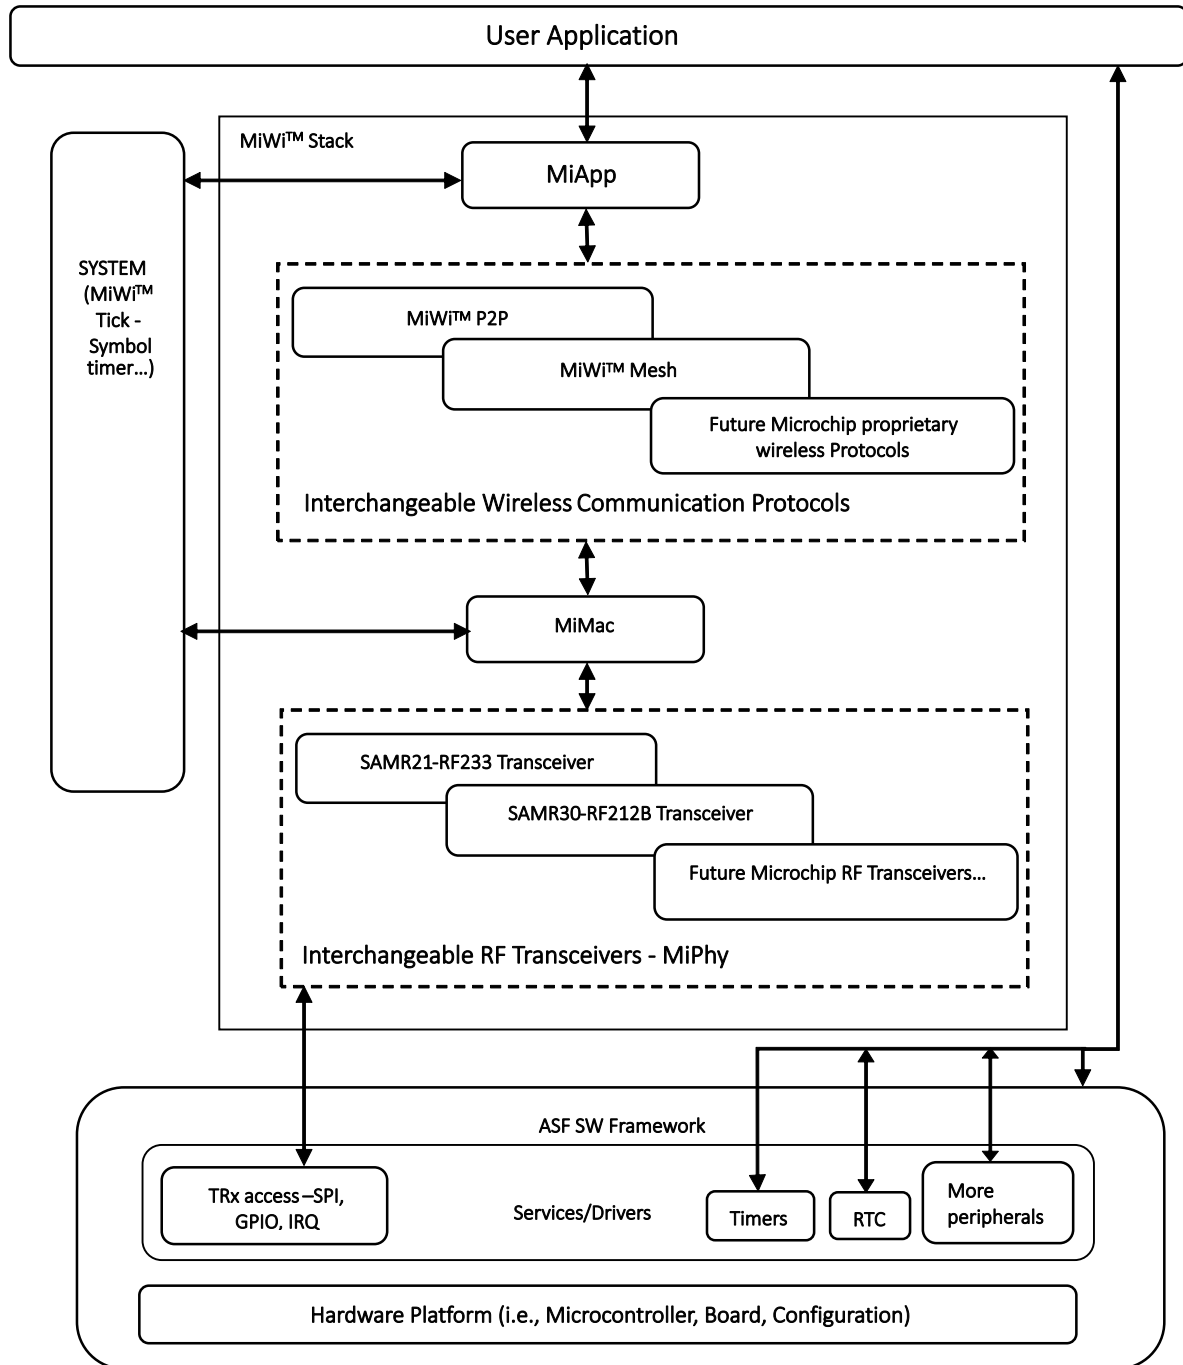 User Application
MiWi™ Stack
MiApp
SYSTEM
(MiWi™
Tick -
Symbol
timer...)
MiWi™ P2P
MiWi™ Mesh
Future Microchip proprietary
wireless Protocols
Interchangeable Wireless Communication Protocols
MiMac
SAMR21-RF233 Transceiver
SAMR30-RF212B Transceiver
Future Microchip RF Transceivers...
Interchangeable RF Transceivers - MiPhy
ASF SW Framework
TRx access –SPI,
GPIO, IRQ
Services/Drivers
Timers
RTC
More
peripherals
Hardware Platform (i.e., Microcontroller, Board, Configuration)